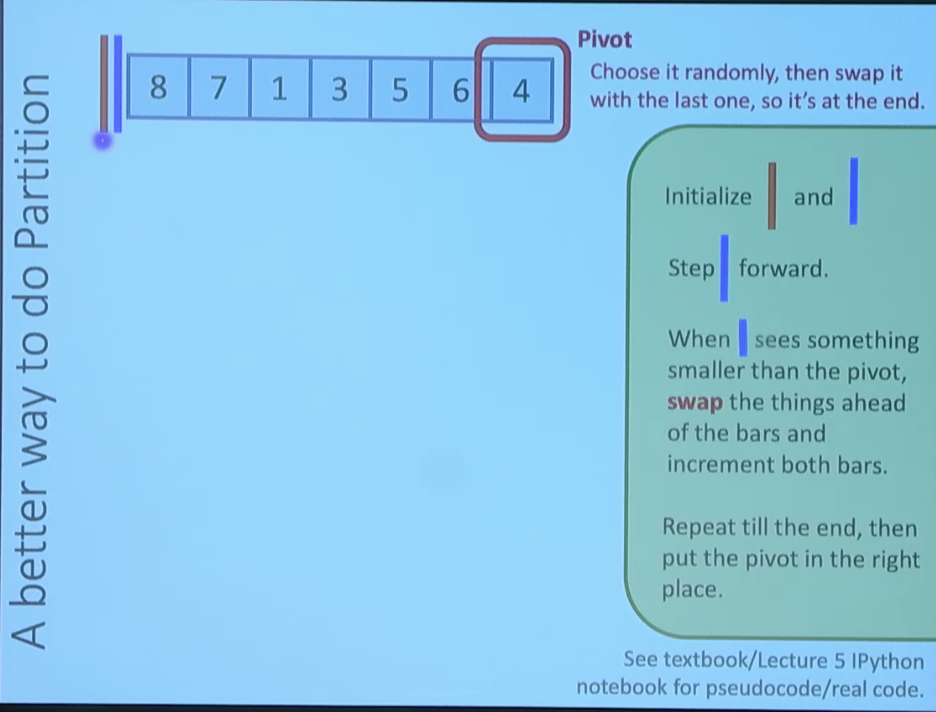 A better way to do Partition
8 7 1 3 5 6 4
Pivot
Choose it randomly, then swap it
with the last one, so it's at the end.
Initialize and
Step forward.
When sees something
smaller than the pivot,
swap the things ahead
of the bars and
increment both bars.
Repeat till the end, then
put the pivot in the right
place.
See textbook/Lecture 5 IPython
notebook for pseudocode/real code.